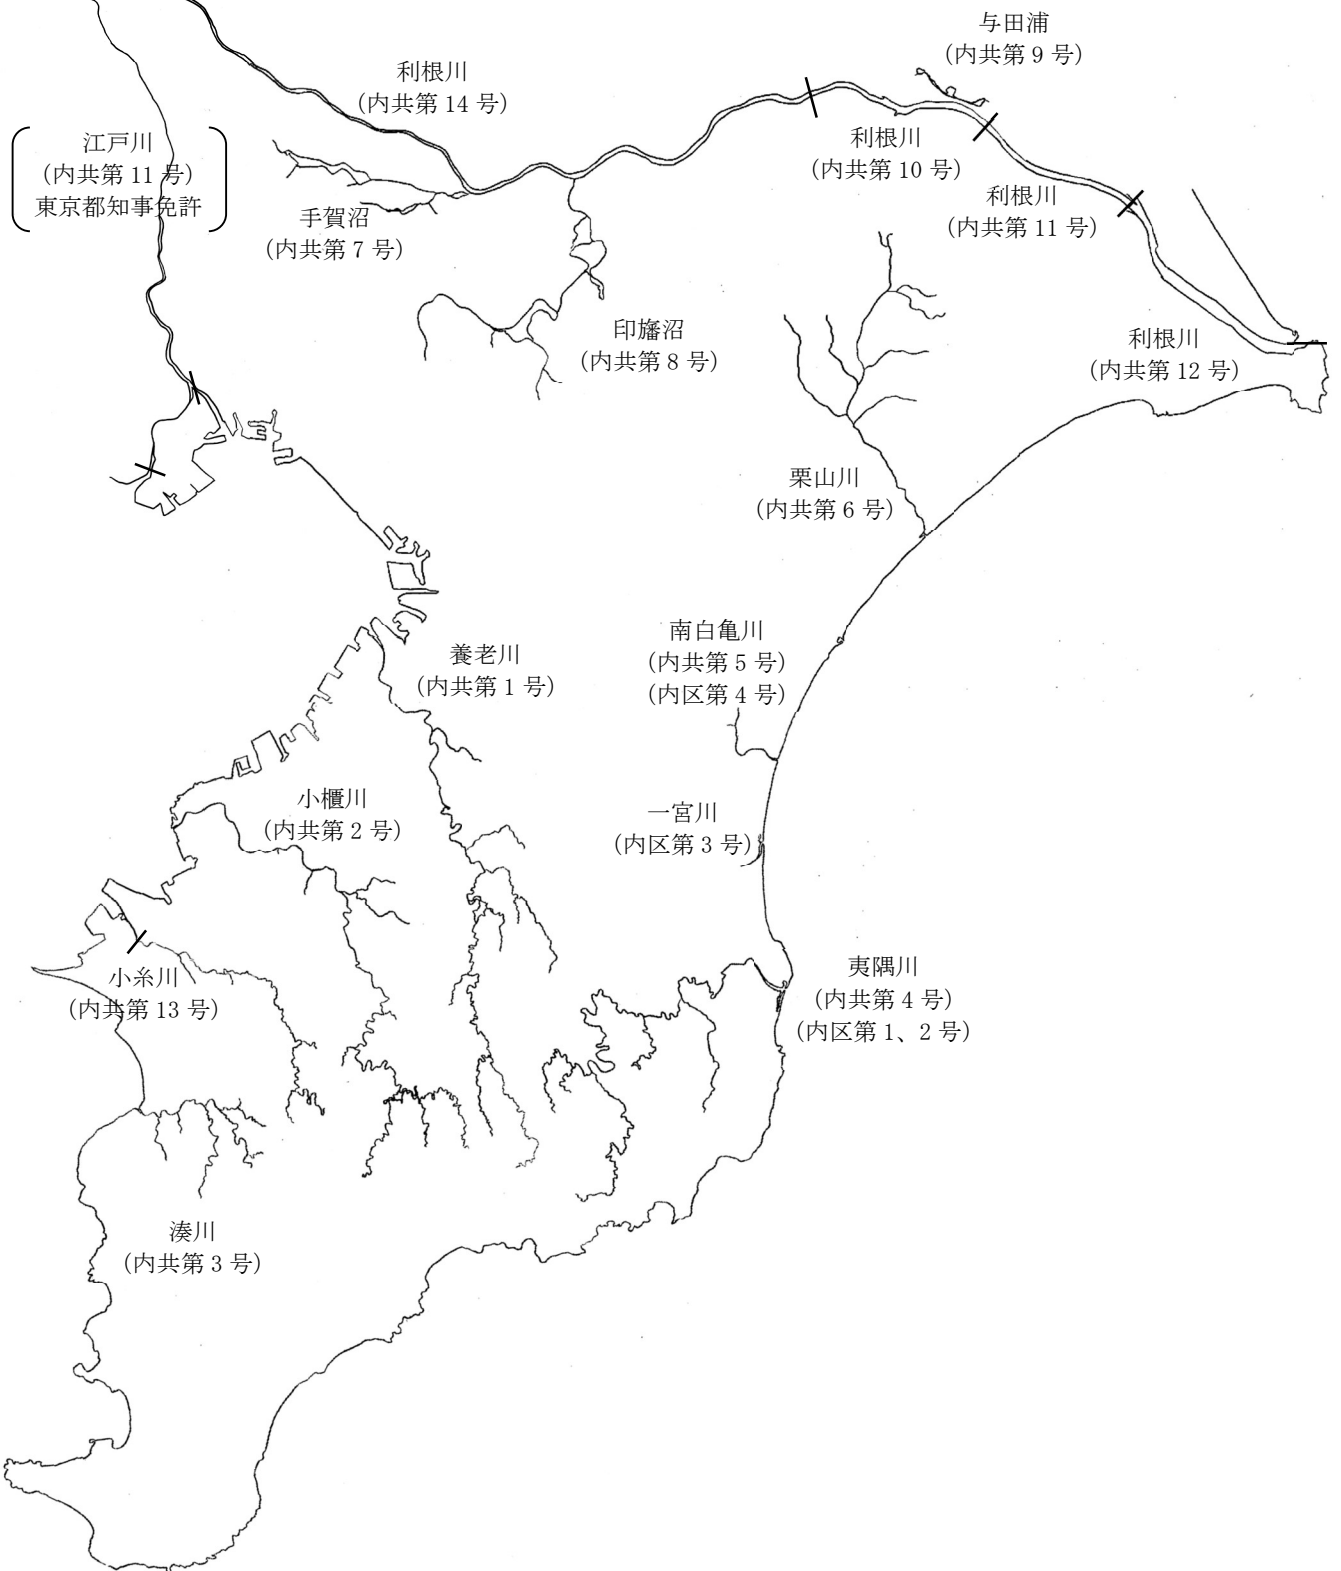 与田浦
(内共第 9 号)
利根川
(内共第 14 号)
江戸川
(内共第 11 号)
東京都知事免許
利根川
(内共第 10 号)
手賀沼
(内共第 7 号)
利根川
(内共第 11 号)
印旛沼
(内共第 8 号)
利根川
(内共第 12 号)
栗山川
(内共第 6 号)
南白亀川
(内共第 5 号)
(内区第 4 号)
養老川
(内共第 1 号)
小櫃川
(内共第 2 号)
一宮川
(内区第 3 号)
夷隅川
(内共第 4 号)
(内区第 1、2 号)
小糸川
(内共第 13 号)
湊川
(内共第 3 号)